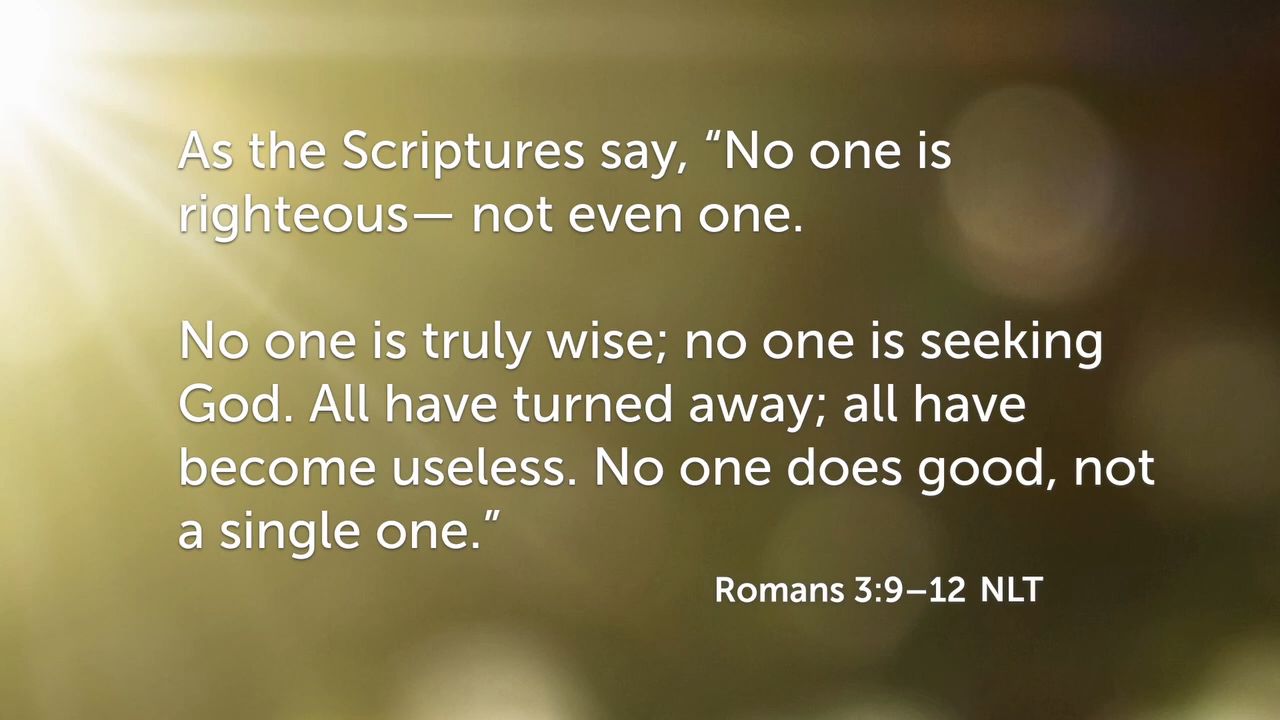 As the Scriptures say, “No one is
righteous— not even one.
No one is truly wise; no one is seeking
God. All have turned away; all have
become useless. No one does good, not
a single one.”
Romans 3:9–12 NLT